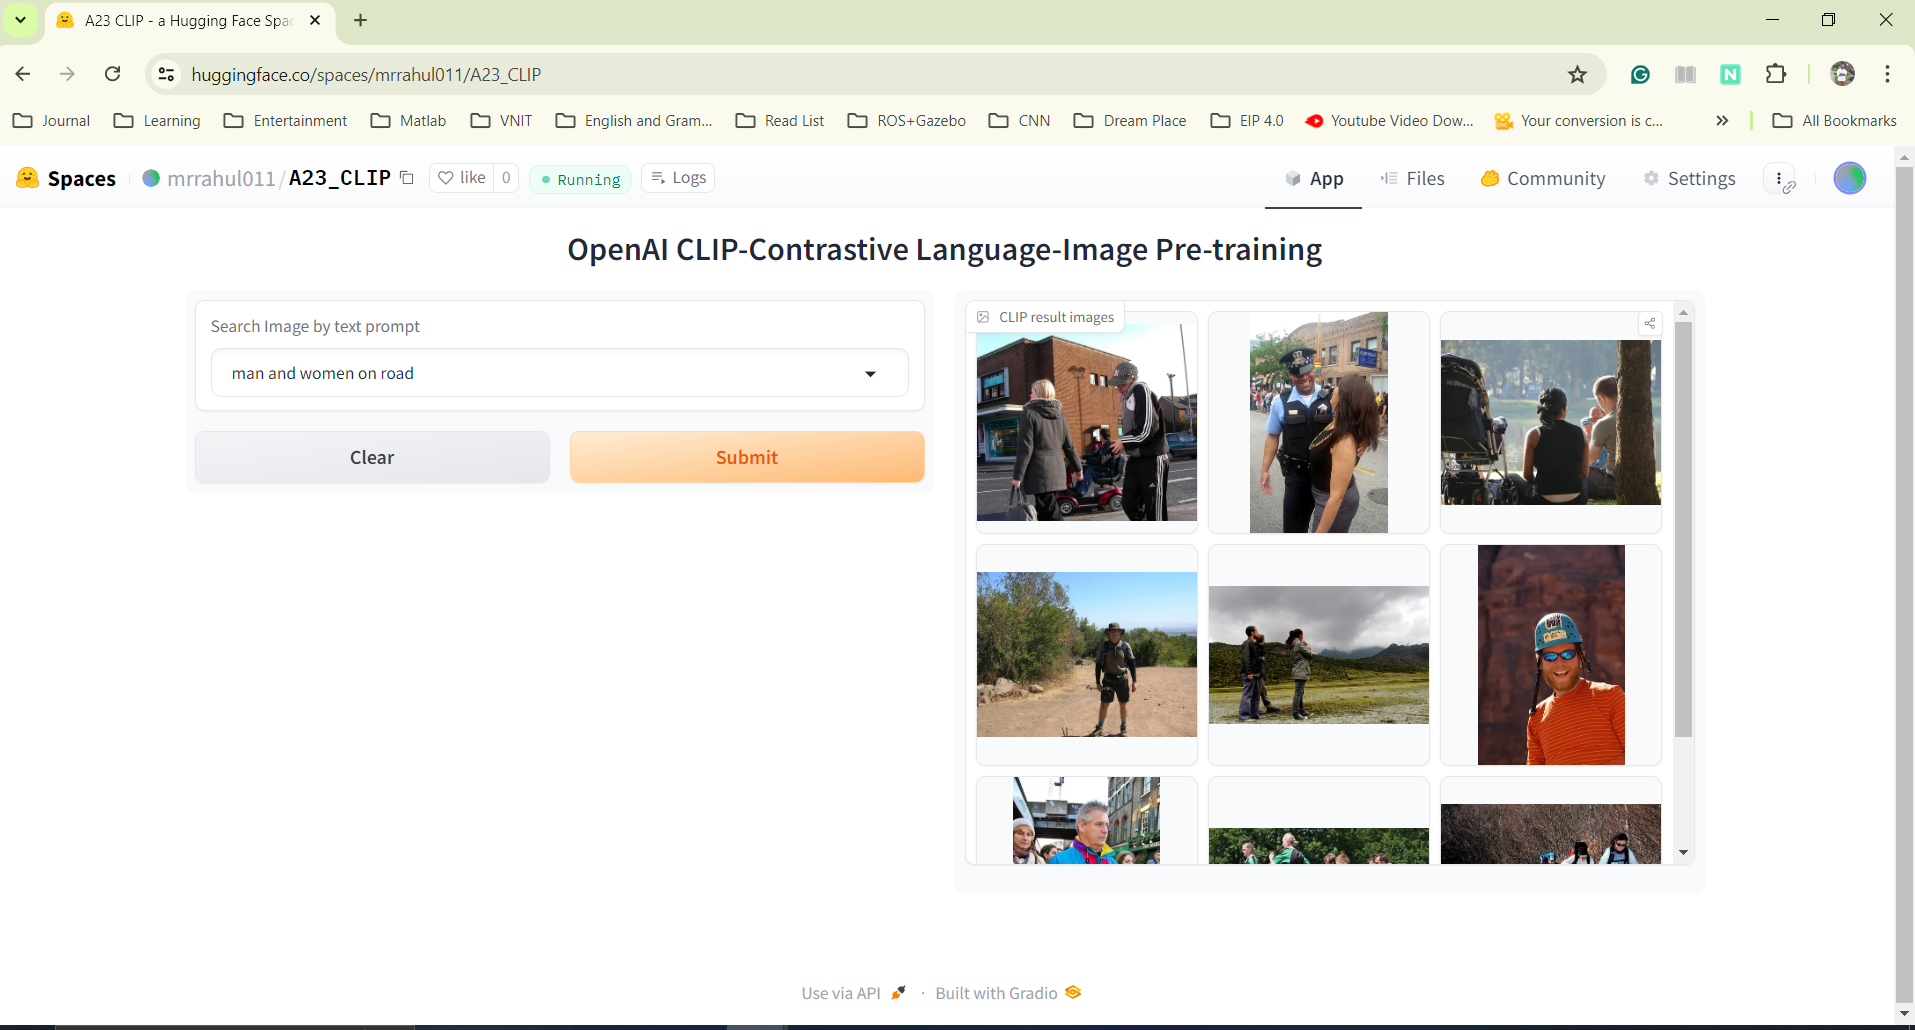 A23 CLIP - a Hugging Face Spac
huggingface.co/spaces/mrrahul011/A23_CLIP
Journal
Learning
Entertainment
Matlab
VNIT
English and Gram...
Read List
ROS+Gazebo
CNN
Dream Place
EIP 4.0
Youtube Video Dow...
Your conversion is c...
All Bookmarks
Spaces
mrrahul011/A23_CLIP
like 0
Running
Logs
App
Files
Community
Settings
OpenAI CLIP-Contrastive Language-Image Pre-training
Search Image by text prompt
man and women on road
Clear
Submit
CLIP result images
Use via API · Built with Gradio